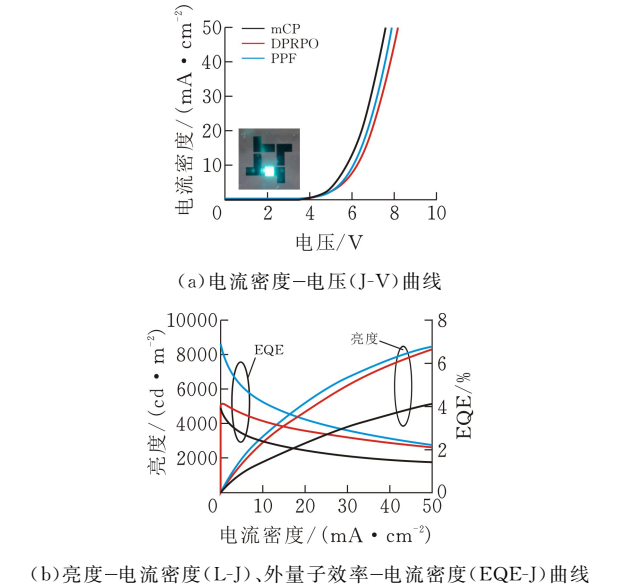 电流密度/(mA·cm⁻²)
50
40
30
20
10
0
mCP
DPRPO
PPF
2 4 6 8 10
电压/V
(a)电流密度-电压(J-V)曲线
亮度/(cd·m⁻²)
10000
8000
6000
4000
2000
EQE
亮度
8
6
4
2
0
EQE/%
0 10 20 30 40 50
电流密度/(mA·cm⁻²)
(b)亮度-电流密度(L-J)、外量子效率-电流密度(EQE-J)曲线